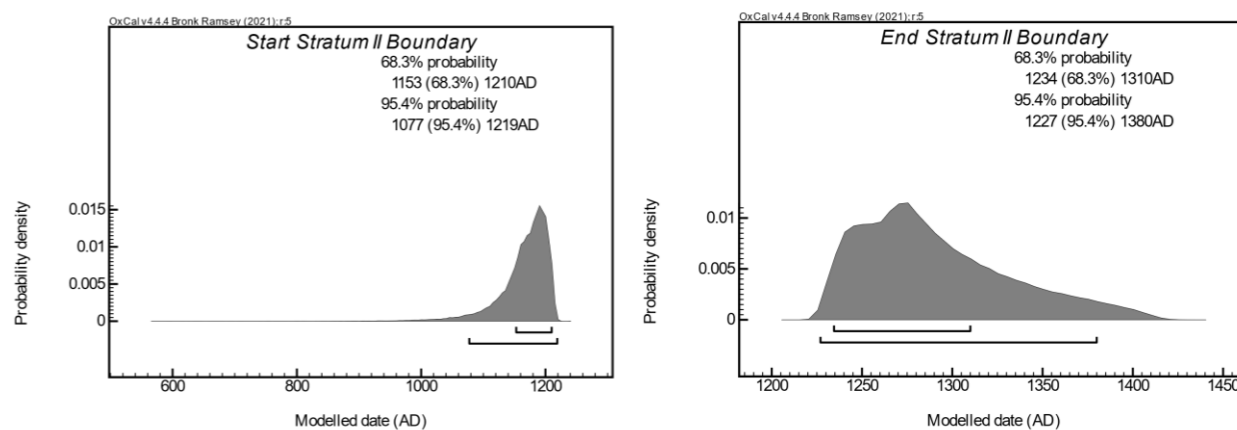 OxCal v4.4.4 Bronk Ramsey (2021); r:5
Start Stratum II Boundary
68.3% probability
1153 (68.3%) 1210AD
95.4% probability
1077 (95.4%) 1219AD
Probability density
0.015
0.01
0.005
0
600 800 1000 1200
Modelled date (AD)
OxCal v4.4.4 Bronk Ramsey (2021); r:5
End Stratum II Boundary
68.3% probability
1234 (68.3%) 1310AD
95.4% probability
1227 (95.4%) 1380AD
Probability density
0.01
0.005
0
1200 1250 1300 1350 1400 1450
Modelled date (AD)